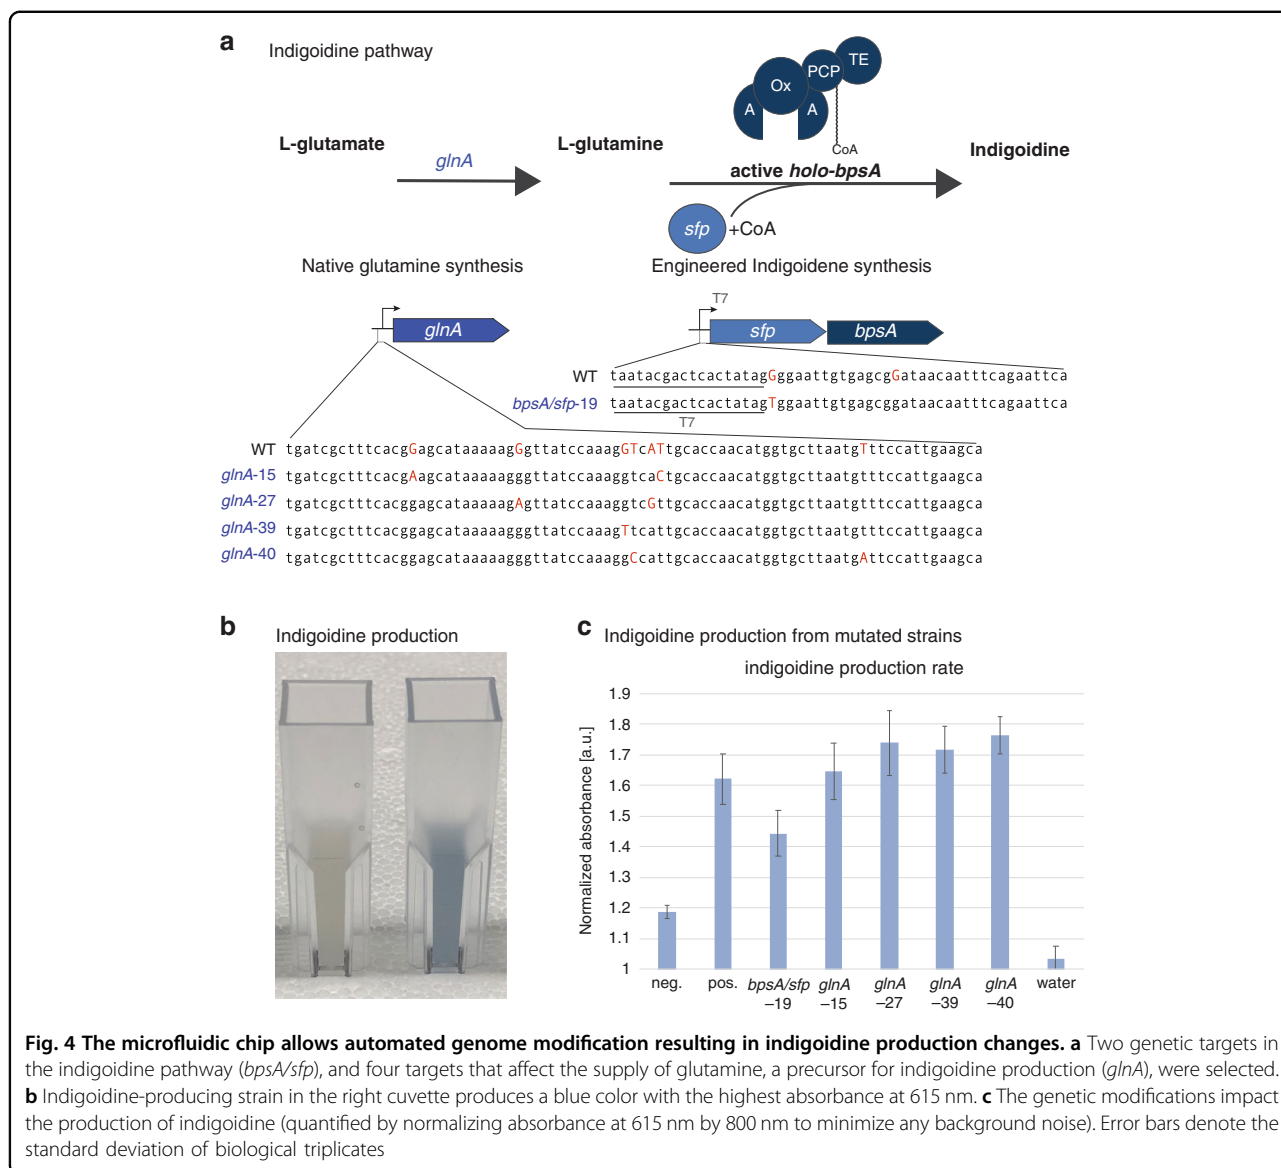 a Indigoidine pathway
A Ox A PCP TE
CoA
L-glutamate glnA L-glutamine active holo-bpsA Indigoidine
sfp +CoA
Native glutamine synthesis Engineered Indigoidene synthesis
T7
glnA sfp bpsA
WT taatacgactcactatagGggaattgtgagcgGataacaatttcagaattca
bpsA/sfp-19 taatacgactcactatagTggaattgtgagcggataacaatttcagaattca
T7
WT tgatcgctttcacgGagcataaaaagGgttatccaaagGTcATtgcaccaacatggtgcttaatgTttccattgaagca
glnA-15 tgatcgctttcacgAagcataaaaagggttatccaaaggtcaCtgcaccaacatggtgcttaatgtttccattgaagca
glnA-27 tgatcgctttcacggagcataaaaagAgttatccaaaggtcGttgcaccaacatggtgcttaatgtttccattgaagca
glnA-39 tgatcgctttcacggagcataaaaagggttatccaaagTtcattgcaccaacatggtgcttaatgtttccattgaagca
glnA-40 tgatcgctttcacggagcataaaaagggttatccaaaggCcattgcaccaacatggtgcttaatgAttccattgaagca
b Indigoidine production
c Indigoidine production from mutated strains
indigoidine production rate
Normalized absorbance [a.u.]
1.9
1.8
1.7
1.6
1.5
1.4
1.3
1.2
1.1
1
neg. pos. bpsA/sfp –19 glnA –15 glnA –27 glnA –39 glnA –40 water
Fig. 4 The microfluidic chip allows automated genome modification resulting in indigoidine production changes. a Two genetic targets in
the indigoidine pathway (bpsA/sfp), and four targets that affect the supply of glutamine, a precursor for indigoidine production (glnA), were selected.
b Indigoidine-producing strain in the right cuvette produces a blue color with the highest absorbance at 615 nm. c The genetic modifications impact
the production of indigoidine (quantified by normalizing absorbance at 615 nm by 800 nm to minimize any background noise). Error bars denote the
standard deviation of biological triplicates